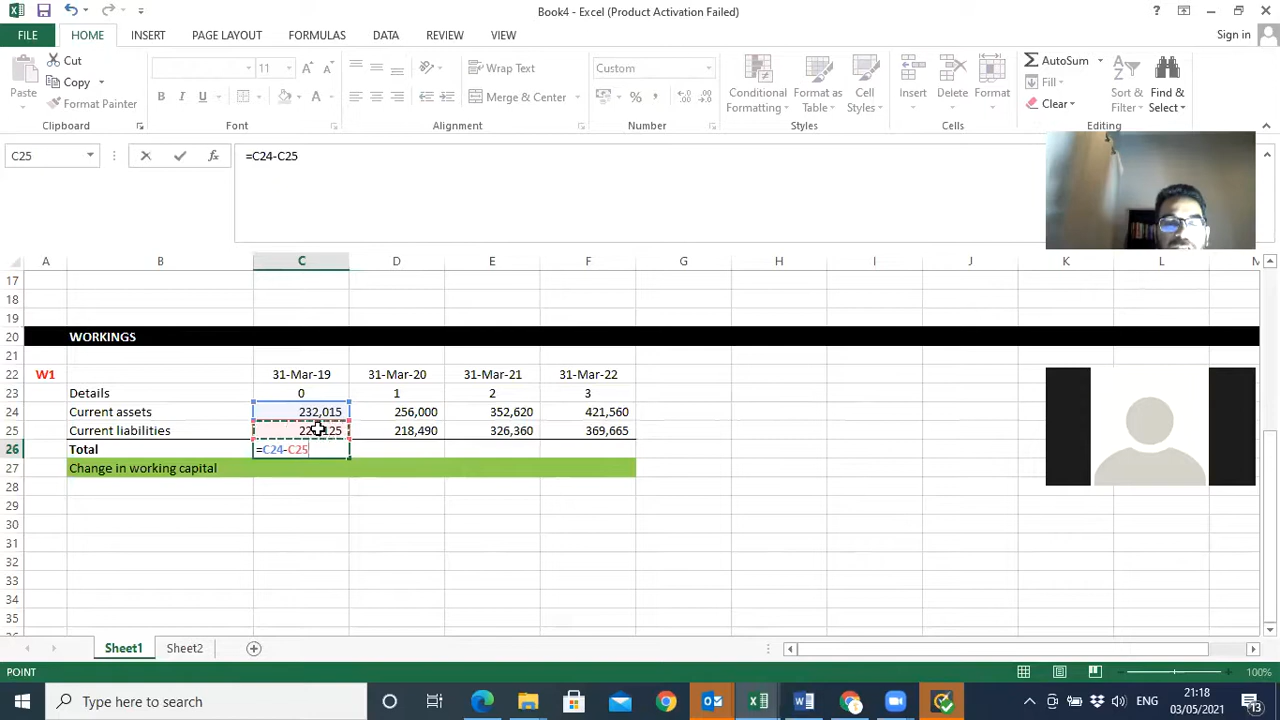 Book4 - Excel (Product Activation Failed)
FILE HOME INSERT PAGE LAYOUT FORMULAS DATA REVIEW VIEW Sign in
Paste
Cut
Copy
Format Painter
Clipboard
11
B I U
Font
Wrap Text
Merge & Center
Alignment
Custom
%
Number
Conditional Formatting
Format as Table
Cell Styles
Styles
Insert Delete Format
Cells
AutoSum
Fill
Clear
Sort & Filter
Find & Select
Editing
C25 fx =C24-C25
A B C D E F G H I J K L M
17
18
19
20 WORKINGS
21
22 W1 31-Mar-19 31-Mar-20 31-Mar-21 31-Mar-22
23 Details 0 1 2 3
24 Current assets 232,015 256,000 352,620 421,560
25 Current liabilities 218,490 326,360 369,665
26 Total =C24-C25
27 Change in working capital
28
29
30
31
32
33
34
35
Sheet1 Sheet2
POINT 100%
Type here to search
ENG
21:18
03/05/2021
13